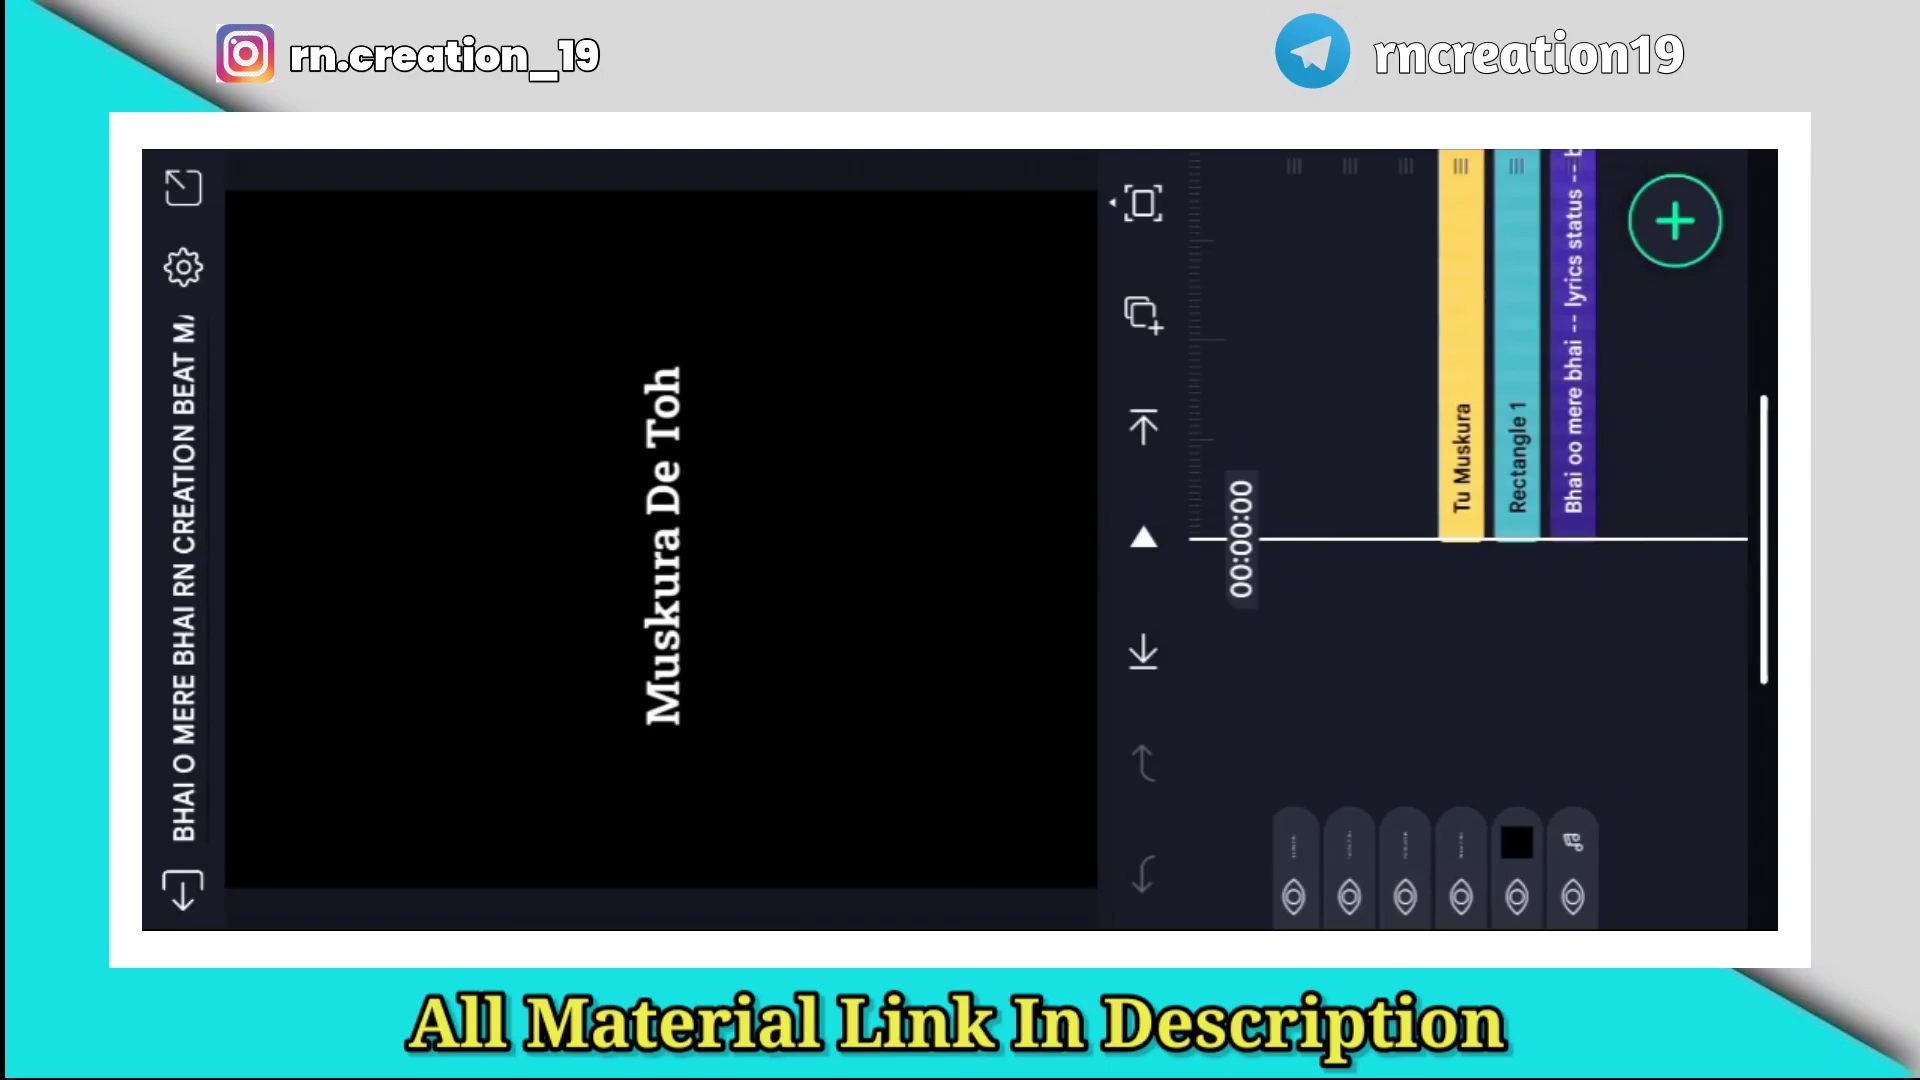 rn.creation_19
rncreation19
BHAI O MERE BHAI RN CREATION BEAT
Muskura De Toh
00:00:00
Tu Muskura
Rectangle 1
Bhai oo mere bhai -- lyrics status --
All Material Link In Description